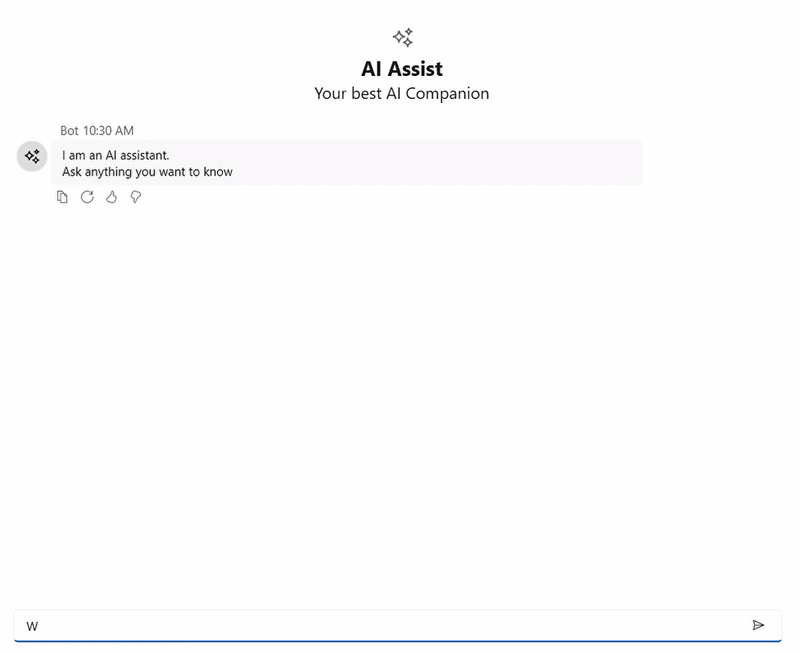 AI Assist
Your best AI Companion
Bot 10:30 AM
I am an AI assistant.
Ask anything you want to know
W